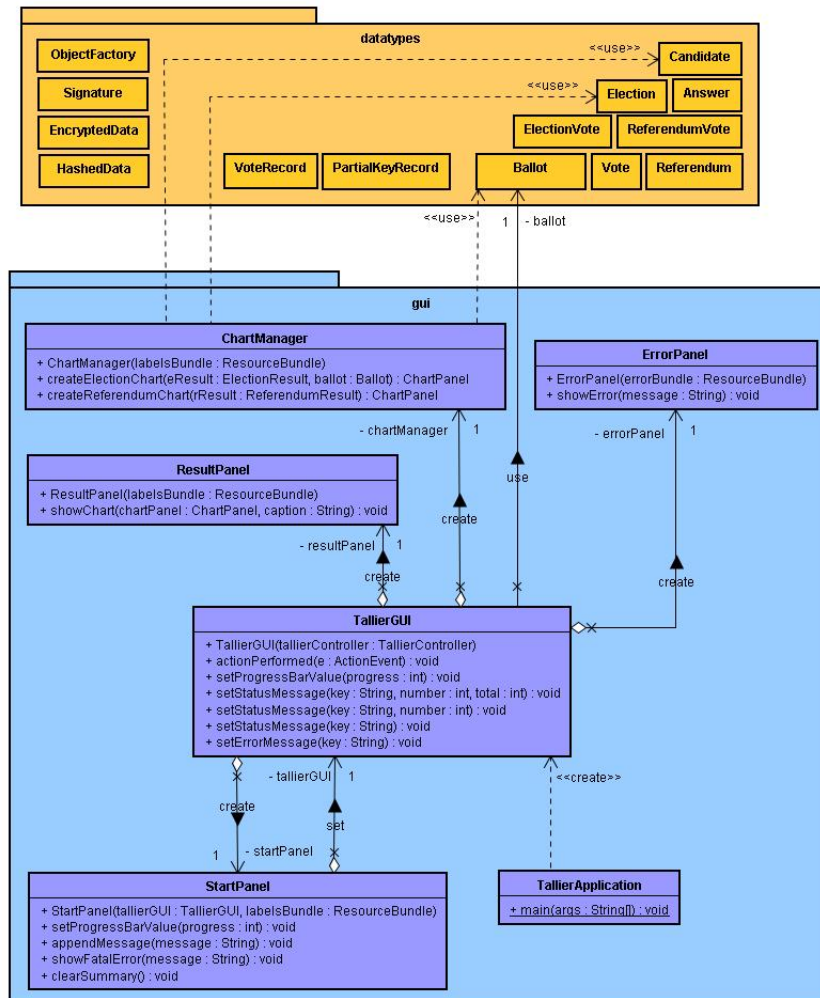 datatypes
ObjectFactory
<<use>>
Candidate
Signature
<<use>>
Election
Answer
EncryptedData
ElectionVote
ReferendumVote
HashedData
VoteRecord
PartialKeyRecord
Ballot
Vote
Referendum
<<use>>
1
- ballot
gui
ChartManager
+ ChartManager(labelsBundle : ResourceBundle)
+ createElectionChart(eResult : ElectionResult, ballot : Ballot) : ChartPanel
+ createReferendumChart(rResult : ReferendumResult) : ChartPanel
ErrorPanel
+ ErrorPanel(errorBundle : ResourceBundle)
+ showError(message : String) : void
- chartManager
1
- errorPanel
1
ResultPanel
+ ResultPanel(labelsBundle : ResourceBundle)
+ showChart(chartPanel : ChartPanel, caption : String) : void
use
- resultPanel
1
create
create
create
TallierGUI
+ TallierGUI(tallierController : TallierController)
+ actionPerformed(e : ActionEvent) : void
+ setProgressBarValue(progress : int) : void
+ setStatusMessage(key : String, number : int, total : int) : void
+ setStatusMessage(key : String, number : int) : void
+ setStatusMessage(key : String) : void
+ setErrorMessage(key : String) : void
- tallierGUI
1
<<create>>
create
set
1
- startPanel
StartPanel
+ StartPanel(tallierGUI : TallierGUI, labelsBundle : ResourceBundle)
+ setProgressBarValue(progress : int) : void
+ appendMessage(message : String) : void
+ showFatalError(message : String) : void
+ clearSummary() : void
TallierApplication
+ main(args : String[]) : void